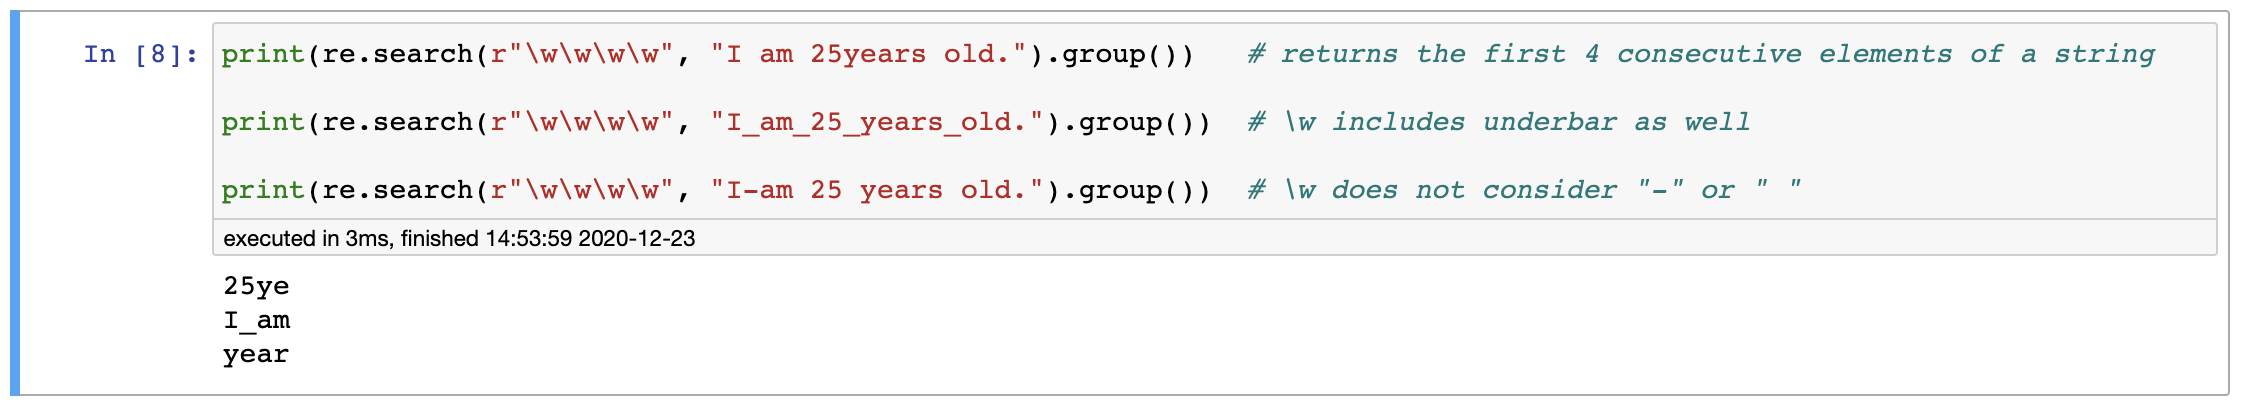 In [8]: print(re.search(r"\w\w\w\w", "I am 25years old.").group())   # returns the first 4 consecutive elements of a string
print(re.search(r"\w\w\w\w", "I_am_25_years_old.").group())  # \w includes underbar as well
print(re.search(r"\w\w\w\w", "I-am 25 years old.").group())  # \w does not consider "-" or " "
executed in 3ms, finished 14:53:59 2020-12-23
25ye
I_am
year